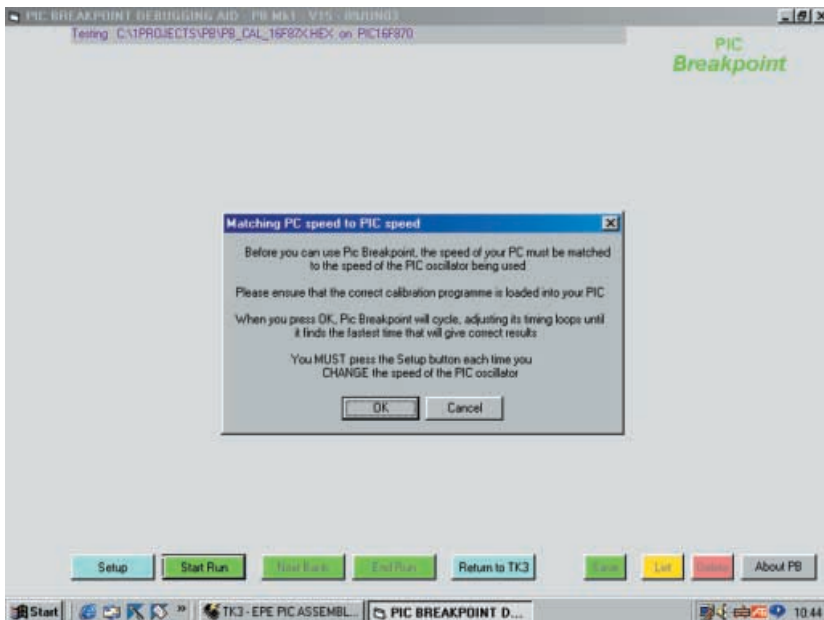 PIC BREAKPOINT DEBUGGING AID - PB Mk1 - V15 - 09JUN03
Testing C:\1PROJECTS\PB\PB_CAL_16F87X.HEX on PIC16F870
PIC
Breakpoint
Matching PC speed to PIC speed
Before you can use Pic Breakpoint, the speed of your PC must be matched
to the speed of the PIC oscillator being used
Please ensure that the correct calibration programme is loaded into your PIC
When you press OK, Pic Breakpoint will cycle, adjusting its timing loops until
it finds the fastest time that will give correct results
You MUST press the Setup button each time you
CHANGE the speed of the PIC oscillator
OK Cancel
Setup Start Run Next Bank End Run Return to TK3 Save List Delete About PB
Start » TK3 - EPE PIC ASSEMBL... PIC BREAKPOINT D... 10:44